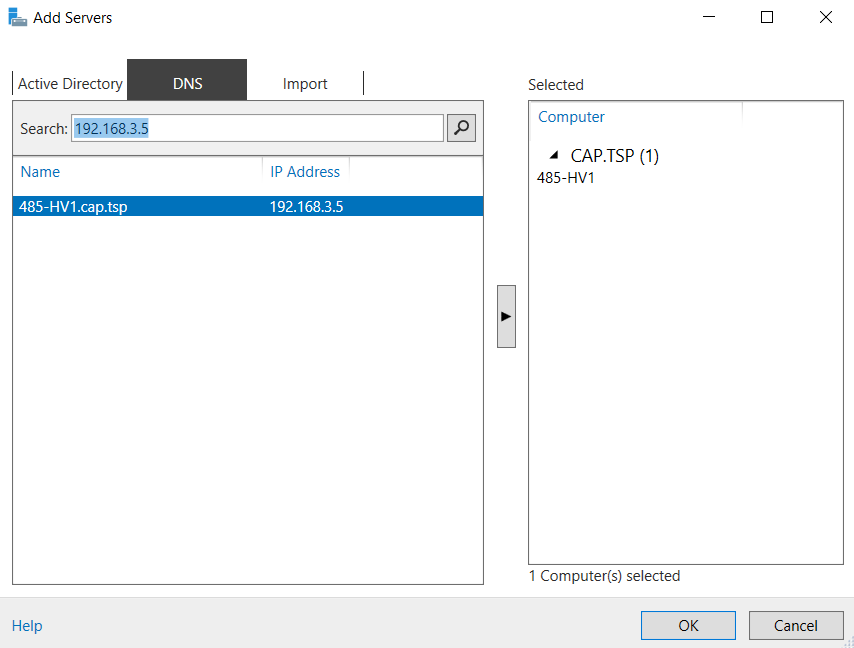 Add Servers
Active Directory
DNS
Import
Search: 192.168.3.5
Name IP Address
485-HV1.cap.tsp 192.168.3.5
Selected
Computer
CAP.TSP (1)
485-HV1
1 Computer(s) selected
Help
OK
Cancel